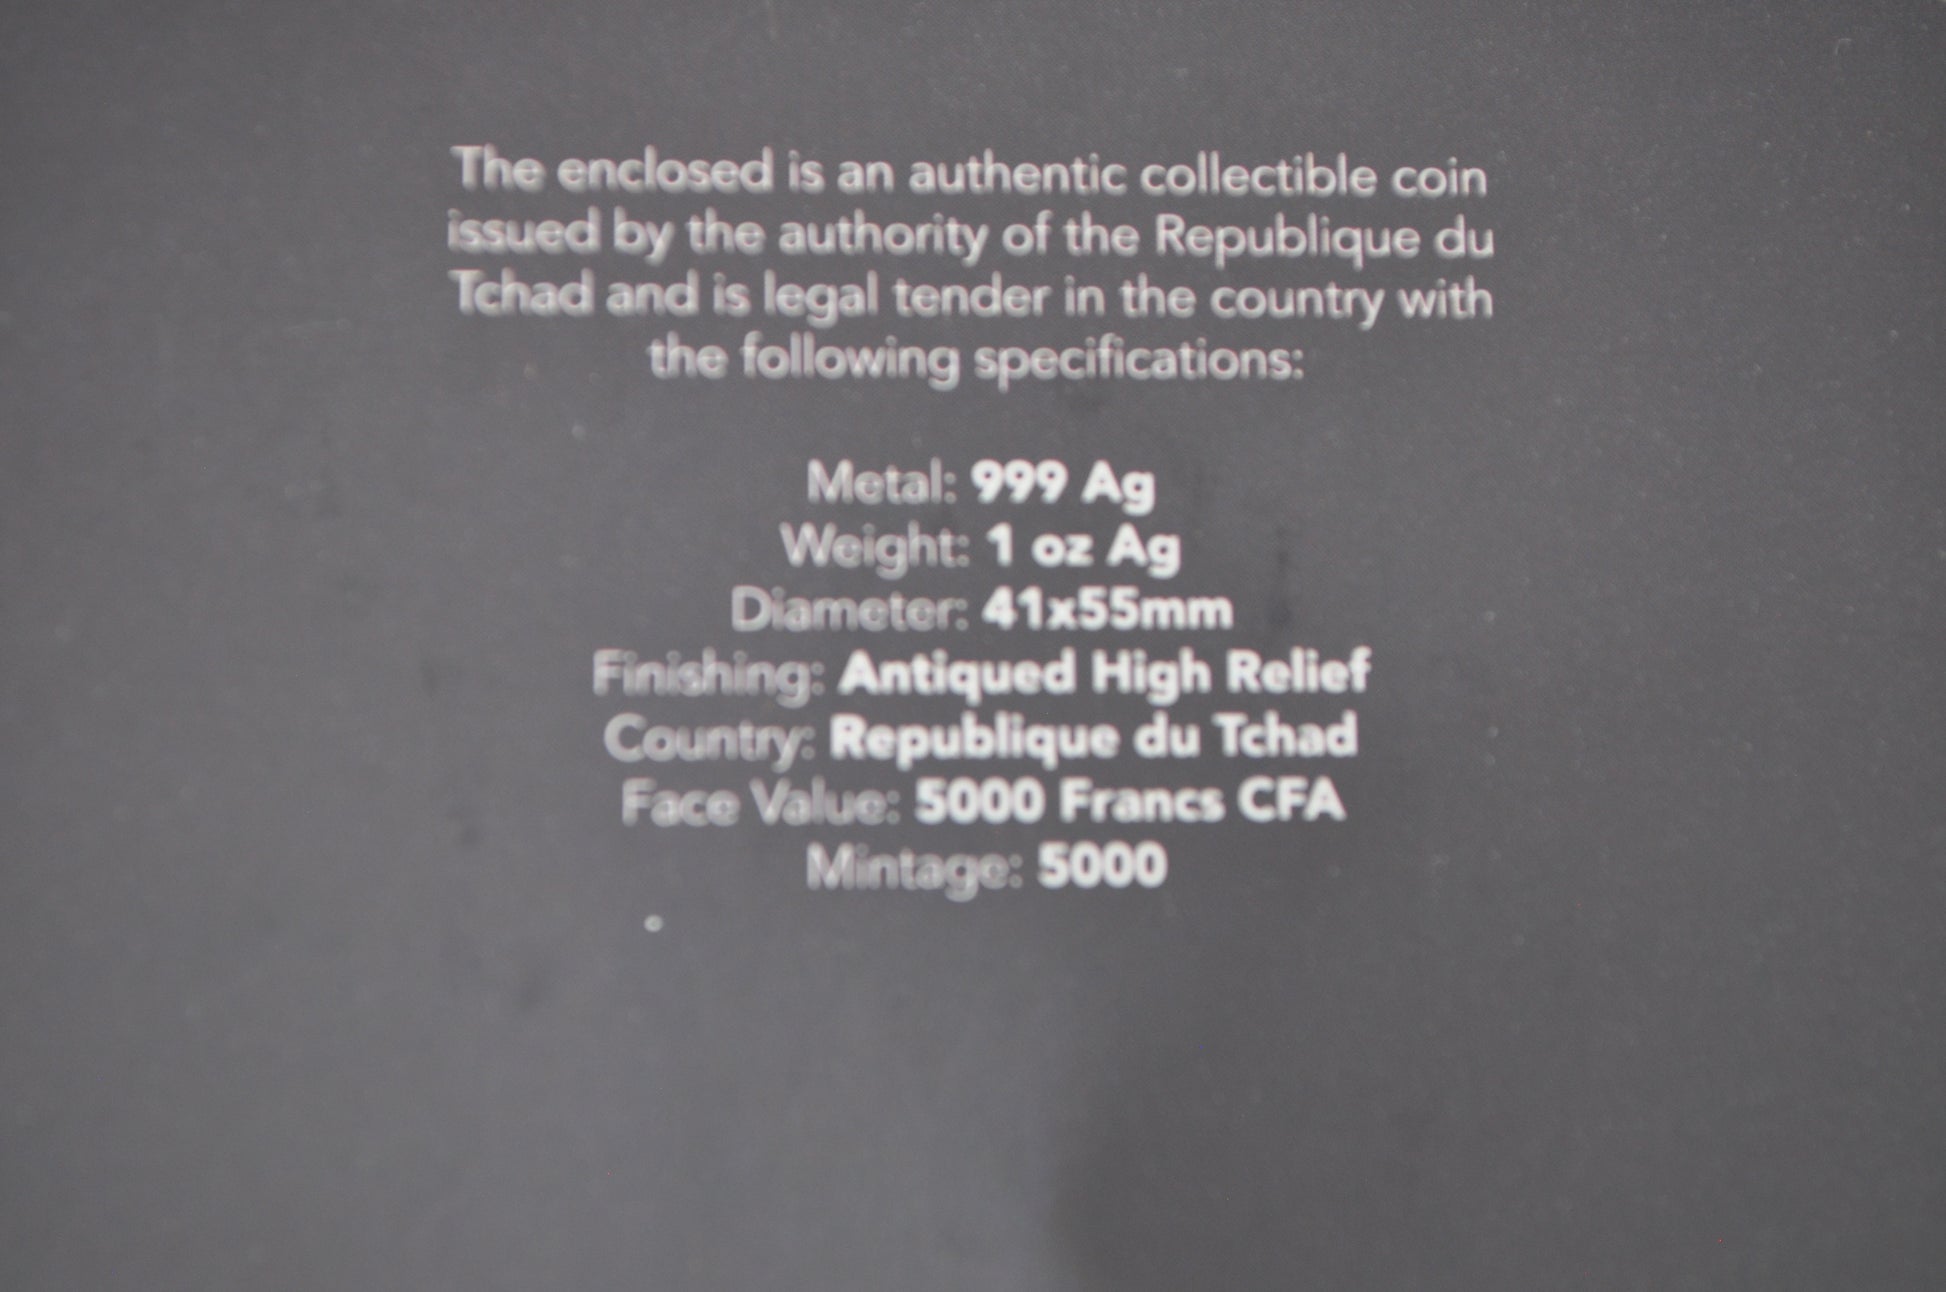 The enclosed is an authentic collectible coin
issued by the authority of the Republique du
Tchad and is legal tender in the country with
the following specifications:
Metal: 999 Ag
Weight: 1 oz Ag
Diameter: 41x55mm
Finishing: Antiqued High Relief
Country: Republique du Tchad
Face Value: 5000 Francs CFA
Mintage: 5000